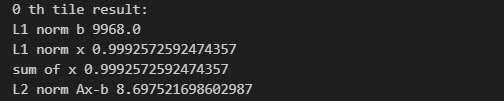 0 th tile result:
L1 norm b 9968.0
L1 norm x 0.9992572592474357
sum of x 0.9992572592474357
L2 norm Ax-b 8.697521698602987